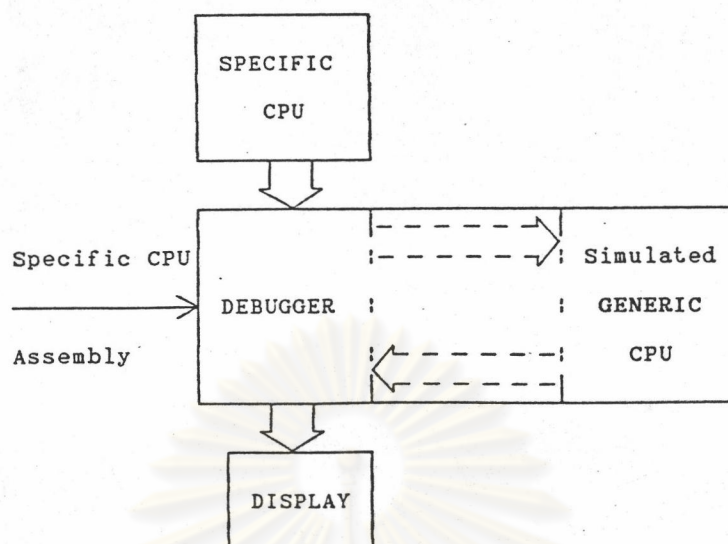 SPECIFIC
CPU
Specific CPU
Assembly
DEBUGGER
Simulated
GENERIC
CPU
DISPLAY